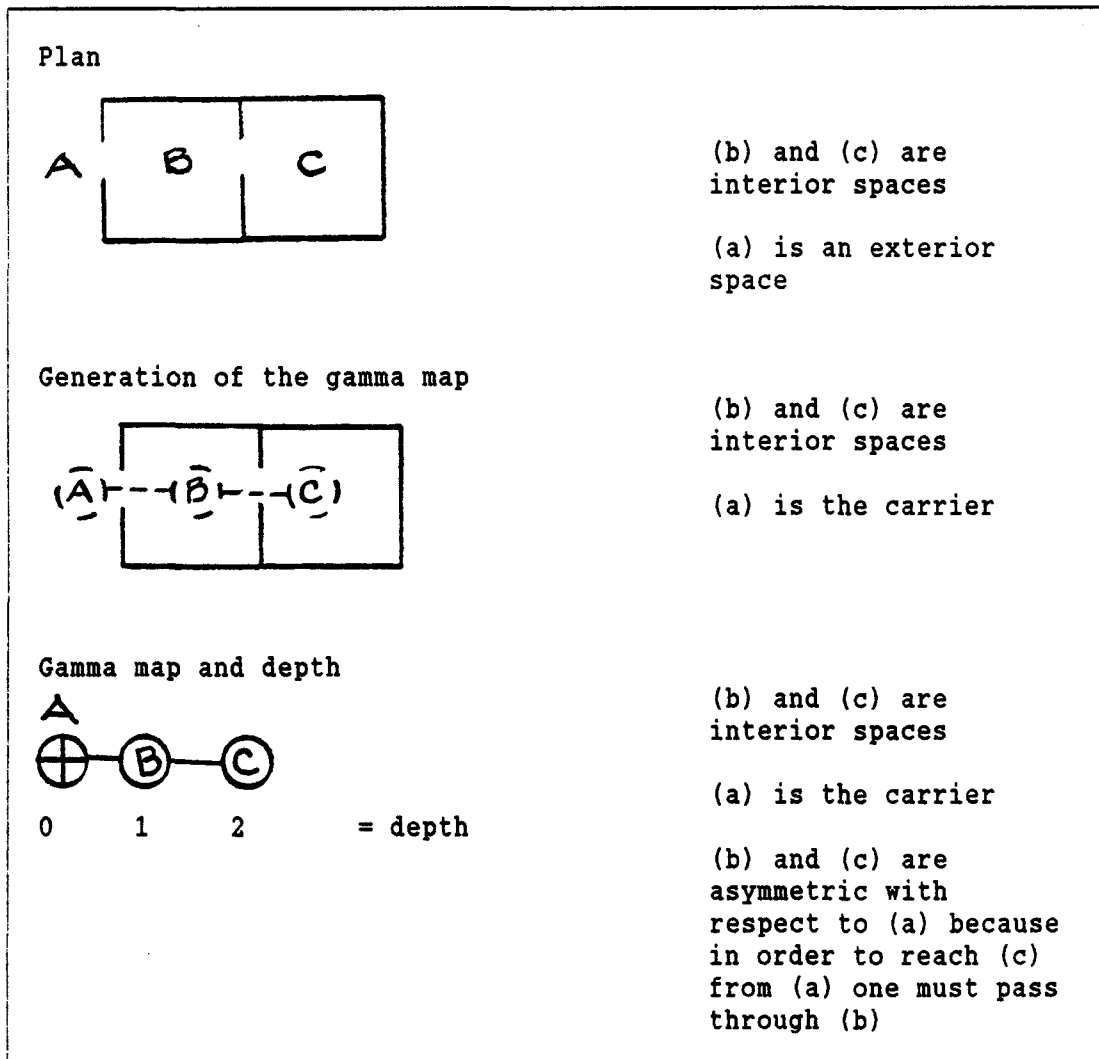 Plan
A B C
(b) and (c) are
interior spaces
(a) is an exterior
space
Generation of the gamma map
A B C
(b) and (c) are
interior spaces
(a) is the carrier
Gamma map and depth
A
B C
0 1 2 = depth
(b) and (c) are
interior spaces
(a) is the carrier
(b) and (c) are
asymmetric with
respect to (a) because
in order to reach (c)
from (a) one must pass
through (b)